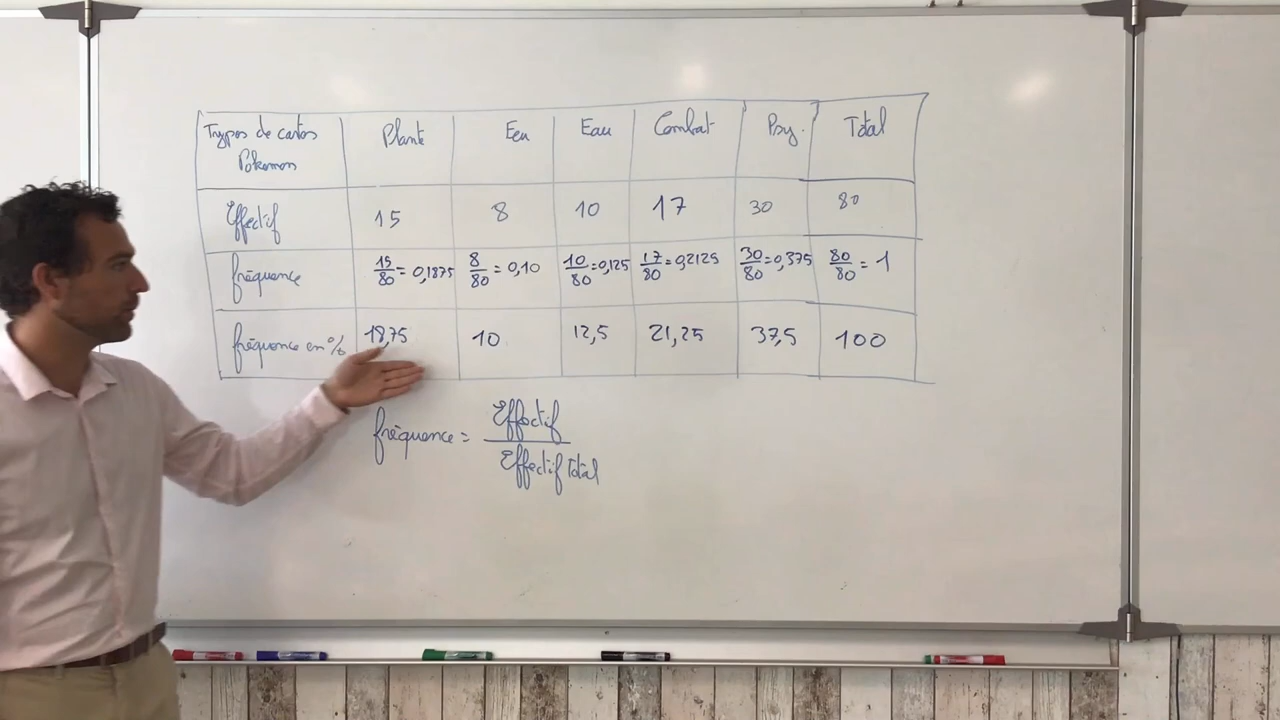 Types de cartes Pokemon Plante Feu Eau Combat Psy. Total
Effectif 15 8 10 17 30 80
fréquence 15/80 = 0,1875 8/80 = 0,10 10/80 = 0,125 17/80 = 0,2125 30/80 = 0,375 80/80 = 1
fréquence en % 18,75 10 12,5 21,25 37,5 100
fréquence = Effectif / Effectif total